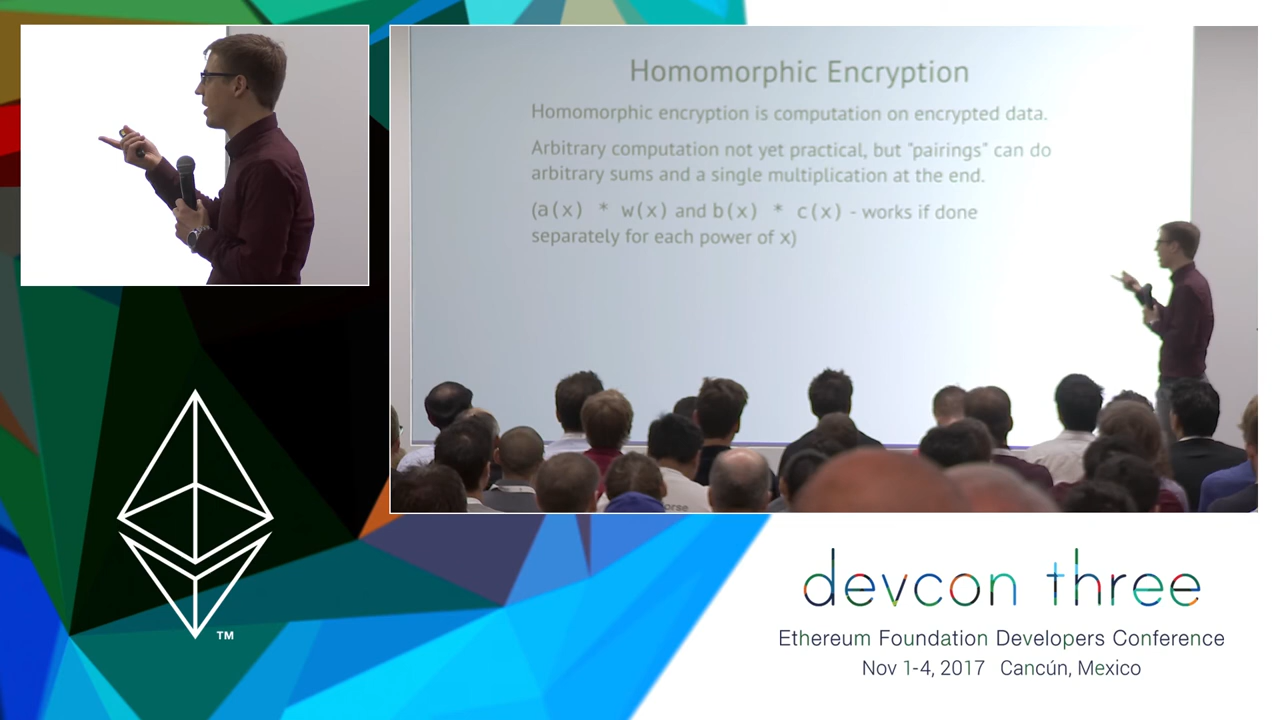 Homomorphic Encryption
Homomorphic encryption is computation on encrypted data.
Arbitrary computation not yet practical, but "pairings" can do
arbitrary sums and a single multiplication at the end.
(a(x) * w(x) and b(x) * c(x) - works if done
separately for each power of x)
orse
TM
devcon three
Ethereum Foundation Developers Conference
Nov 1-4, 2017 Cancún, Mexico